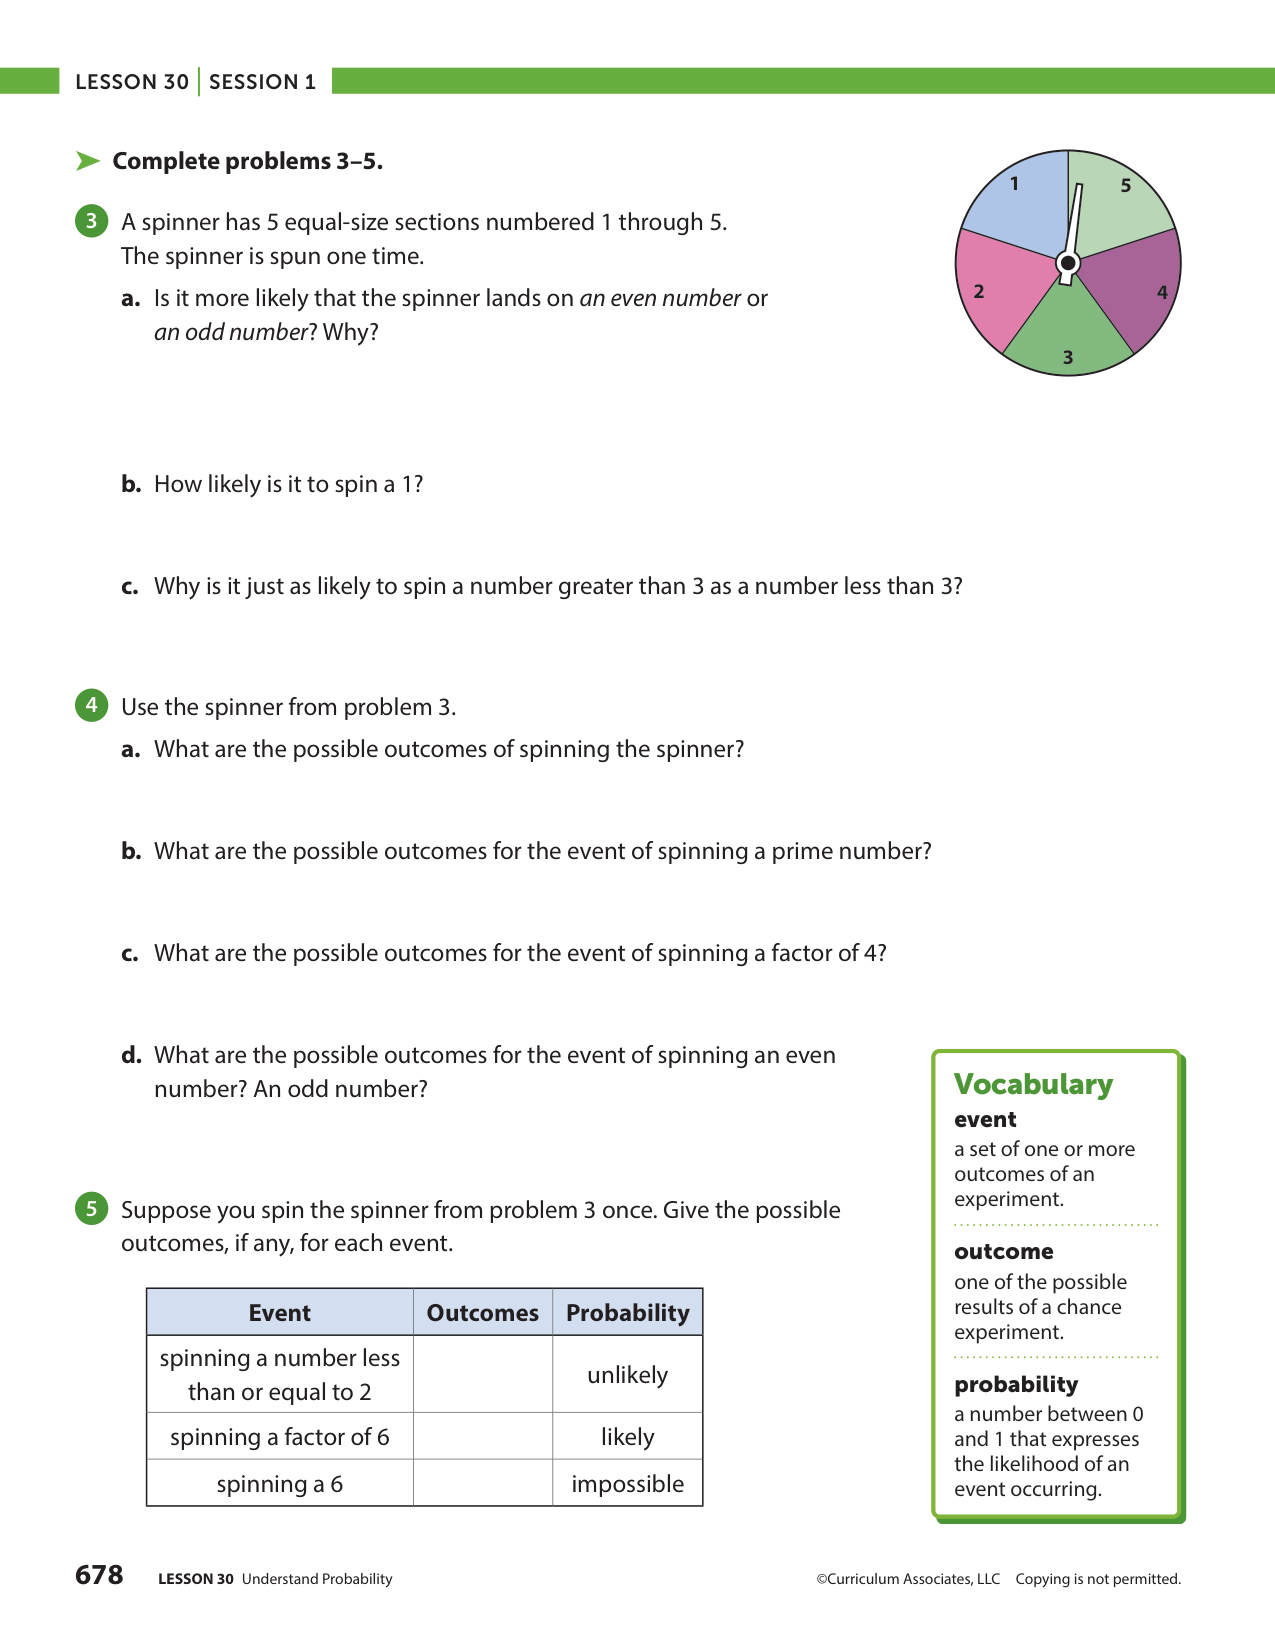 LESSON 30 | SESSION 1
Complete problems 3–5.
3 A spinner has 5 equal-size sections numbered 1 through 5.
The spinner is spun one time.
a. Is it more likely that the spinner lands on an even number or
an odd number? Why?
1
5
2
4
3
b. How likely is it to spin a 1?
c. Why is it just as likely to spin a number greater than 3 as a number less than 3?
4 Use the spinner from problem 3.
a. What are the possible outcomes of spinning the spinner?
b. What are the possible outcomes for the event of spinning a prime number?
c. What are the possible outcomes for the event of spinning a factor of 4?
d. What are the possible outcomes for the event of spinning an even
number? An odd number?
5 Suppose you spin the spinner from problem 3 once. Give the possible
outcomes, if any, for each event.
Event Outcomes Probability
spinning a number less
than or equal to 2
unlikely
spinning a factor of 6 likely
spinning a 6 impossible
Vocabulary
event
a set of one or more
outcomes of an
experiment.
outcome
one of the possible
results of a chance
experiment.
probability
a number between 0
and 1 that expresses
the likelihood of an
event occurring.
678 LESSON 30 Understand Probability
©Curriculum Associates, LLC Copying is not permitted.